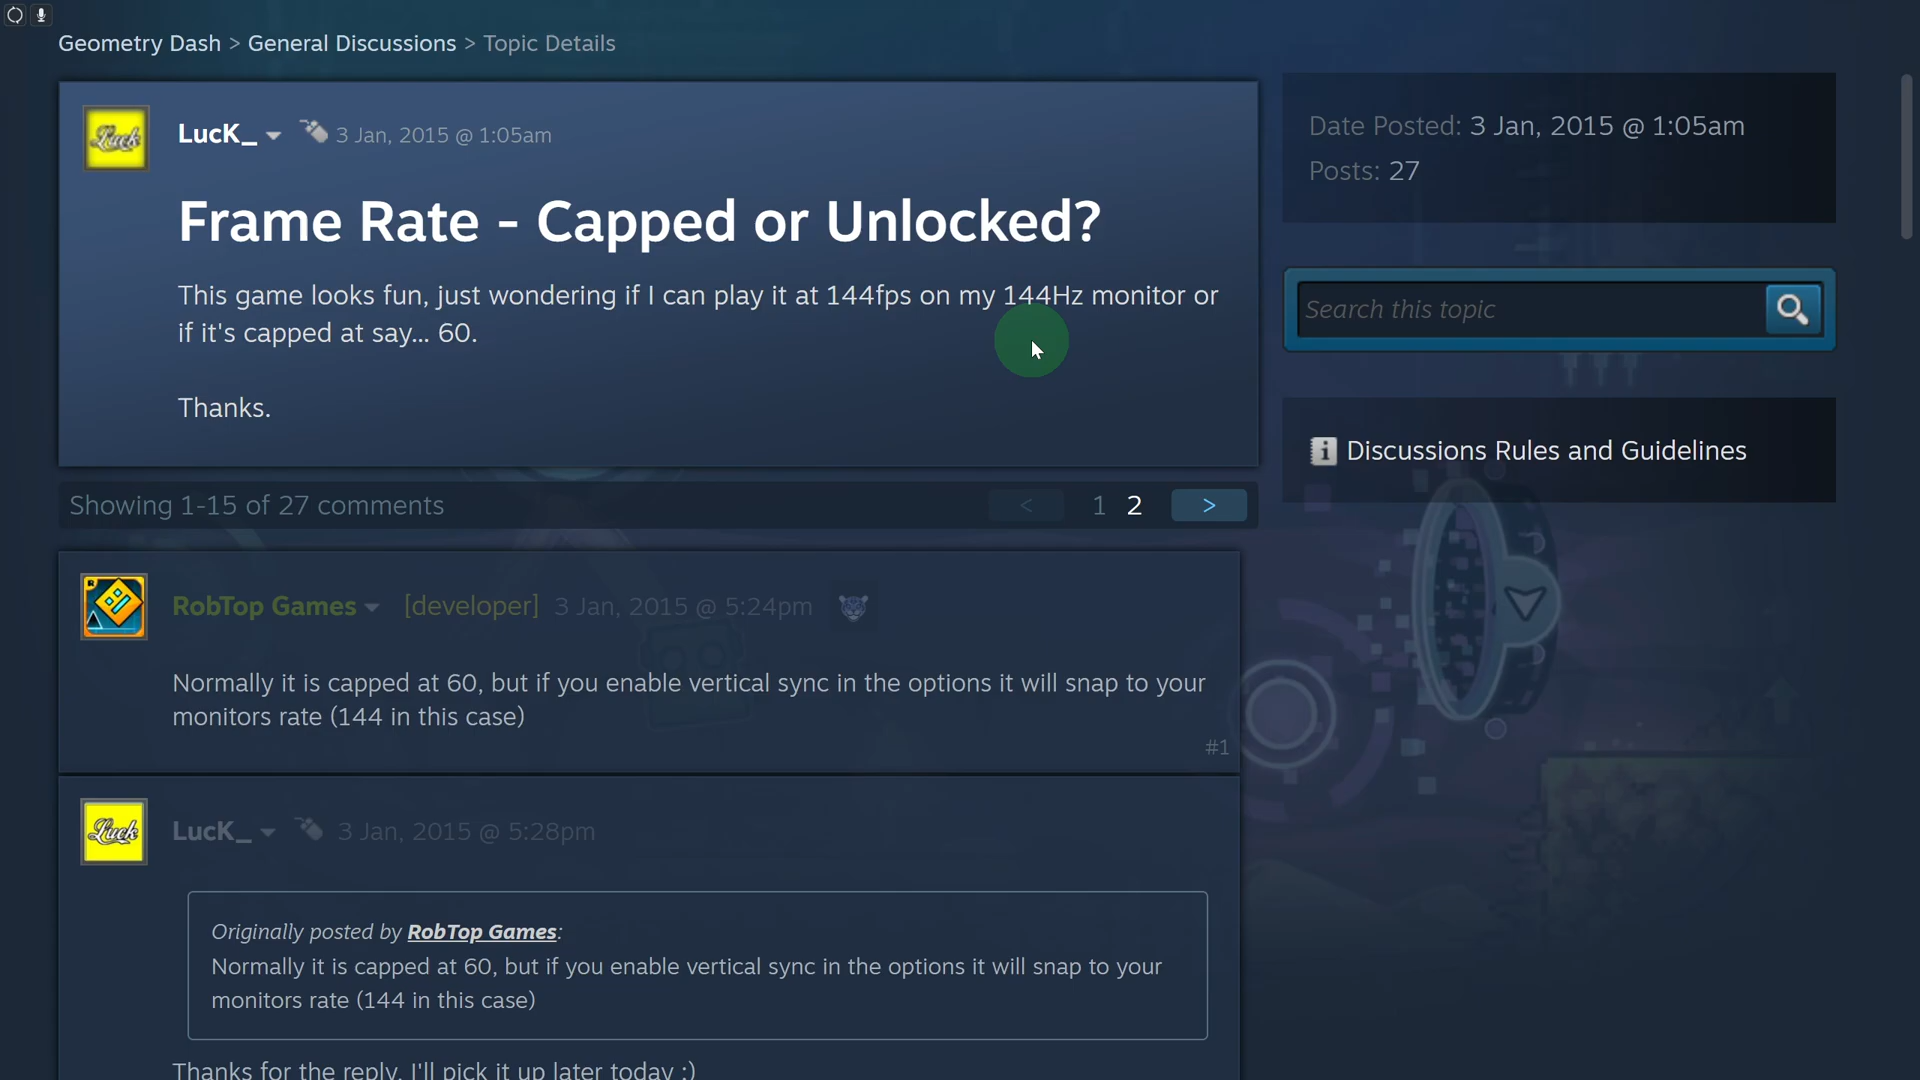 Geometry Dash > General Discussions > Topic Details
Luck
LucK_ 3 Jan, 2015 @ 1:05am
Frame Rate - Capped or Unlocked?
This game looks fun, just wondering if I can play it at 144fps on my 144Hz monitor or
if it's capped at say... 60.
Thanks.
Date Posted: 3 Jan, 2015 @ 1:05am
Posts: 27
Search this topic
Discussions Rules and Guidelines
Showing 1-15 of 27 comments
< 1 2 >
RobTop Games [developer] 3 Jan, 2015 @ 5:24pm
Normally it is capped at 60, but if you enable vertical sync in the options it will snap to your
monitors rate (144 in this case)
#1
Luck
LucK_ 3 Jan, 2015 @ 5:28pm
Originally posted by RobTop Games:
Normally it is capped at 60, but if you enable vertical sync in the options it will snap to your
monitors rate (144 in this case)
Thanks for the reply, I'll pick it up later today :)